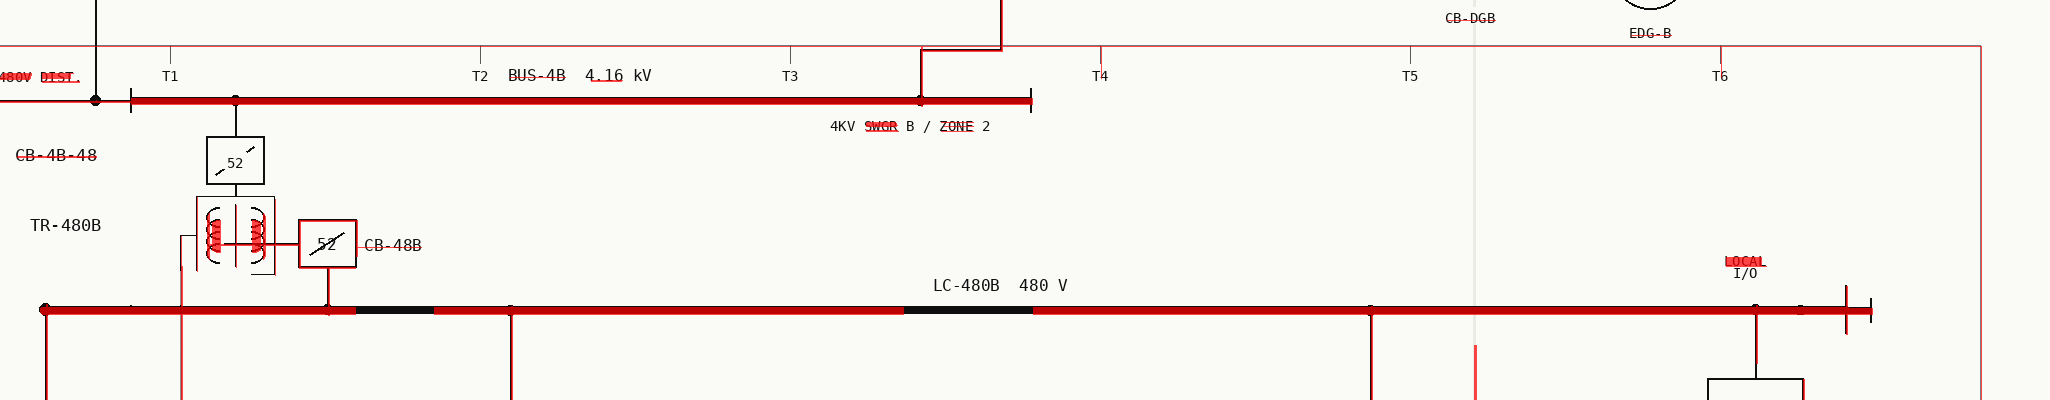 CB-DGB
EDG-B
480V DIST.
T1
T2
BUS-4B 4.16 kV
T3
T4
T5
T6
4KV SWGR B / ZONE 2
CB-4B-48
52
TR-480B
52
CB-48B
LC-480B 480 V
LOCAL
I/O